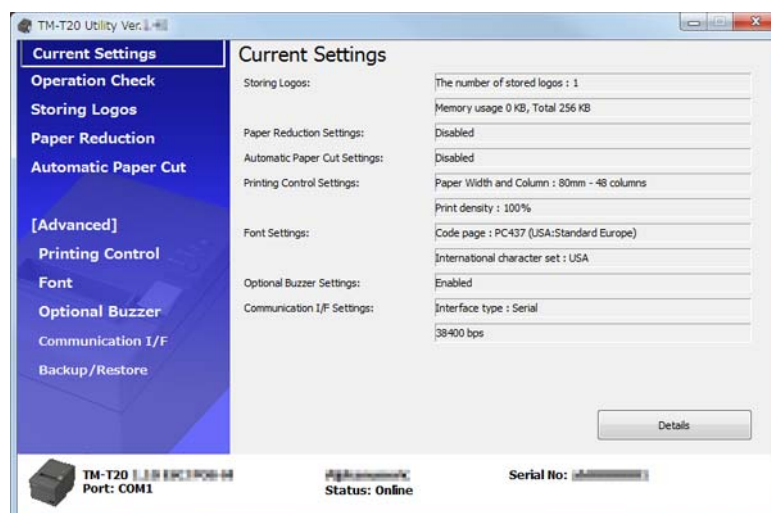 TM-T20 Utility Ver.
Current Settings
Operation Check
Storing Logos
Paper Reduction
Automatic Paper Cut
[Advanced]
Printing Control
Font
Optional Buzzer
Communication I/F
Backup/Restore
Current Settings
Storing Logos: The number of stored logos : 1
Memory usage 0 KB, Total 256 KB
Paper Reduction Settings: Disabled
Automatic Paper Cut Settings: Disabled
Printing Control Settings: Paper Width and Column : 80mm - 48 columns
Print density : 100%
Font Settings: Code page : PC437 (USA:Standard Europe)
International character set : USA
Optional Buzzer Settings: Enabled
Communication I/F Settings: Interface type : Serial
38400 bps
Details
TM-T20
Port: COM1
Status: Online
Serial No: